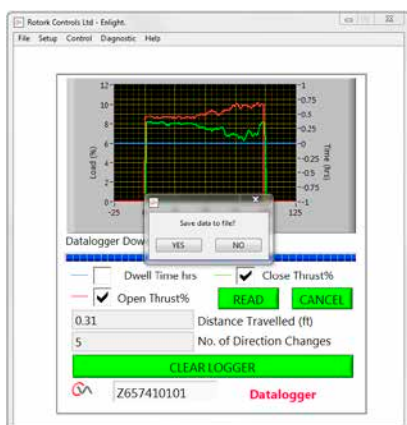 Rotork Controls Ltd - Enlight.
File Setup Control Diagnostic Help
12 1
10 0.75
0.5
8 0.25
6 0
4 -0.25
-0.5
-0.75
0 -1
-25 125
Load (%)
Time (hrs)
Save data to file?
YES NO
Datalogger Dow
Dwell Time hrs Close Thrust%
Open Thrust% READ CANCEL
0.31 Distance Travelled (ft)
5 No. of Direction Changes
CLEAR LOGGER
Z657410101 Datalogger